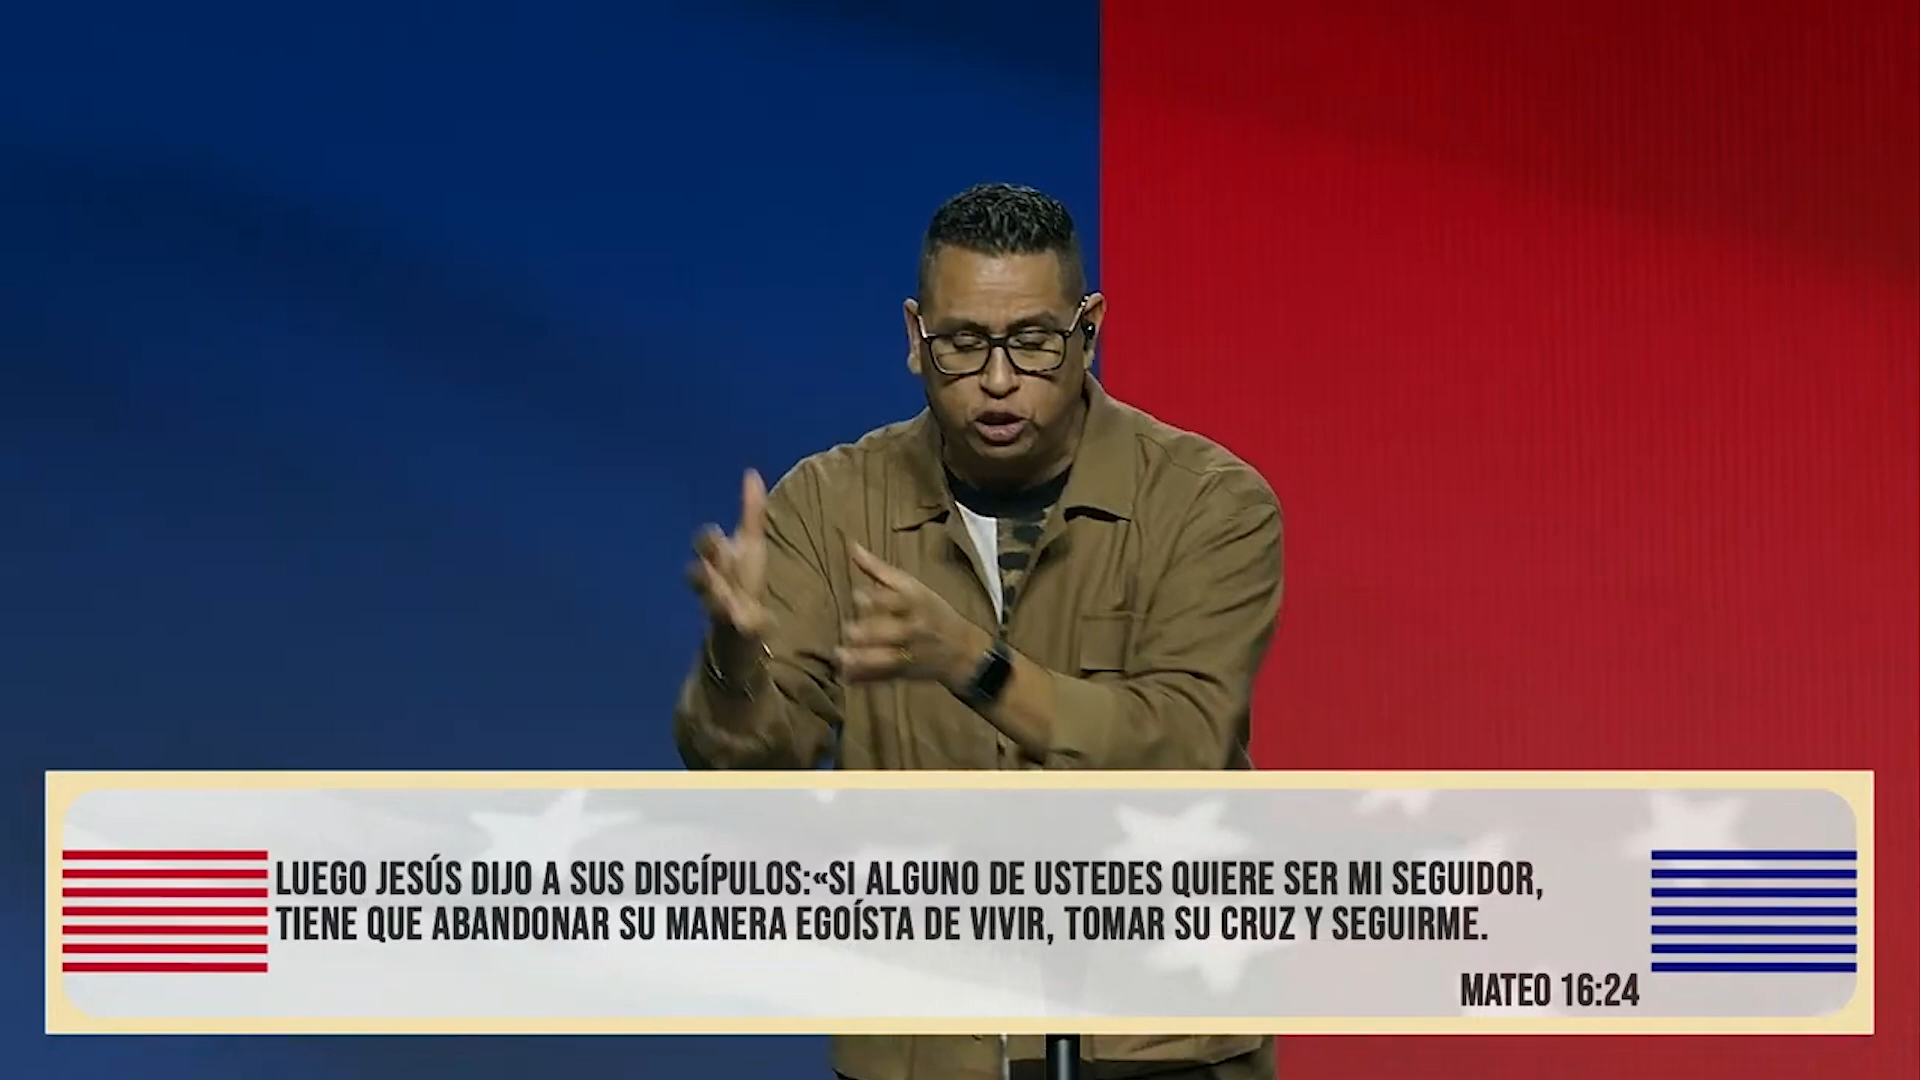 LUEGO JESÚS DIJO A SUS DISCÍPULOS:«SI ALGUNO DE USTEDES QUIERE SER MI SEGUIDOR,
TIENE QUE ABANDONAR SU MANERA EGOÍSTA DE VIVIR, TOMAR SU CRUZ Y SEGUIRME.
MATEO 16:24